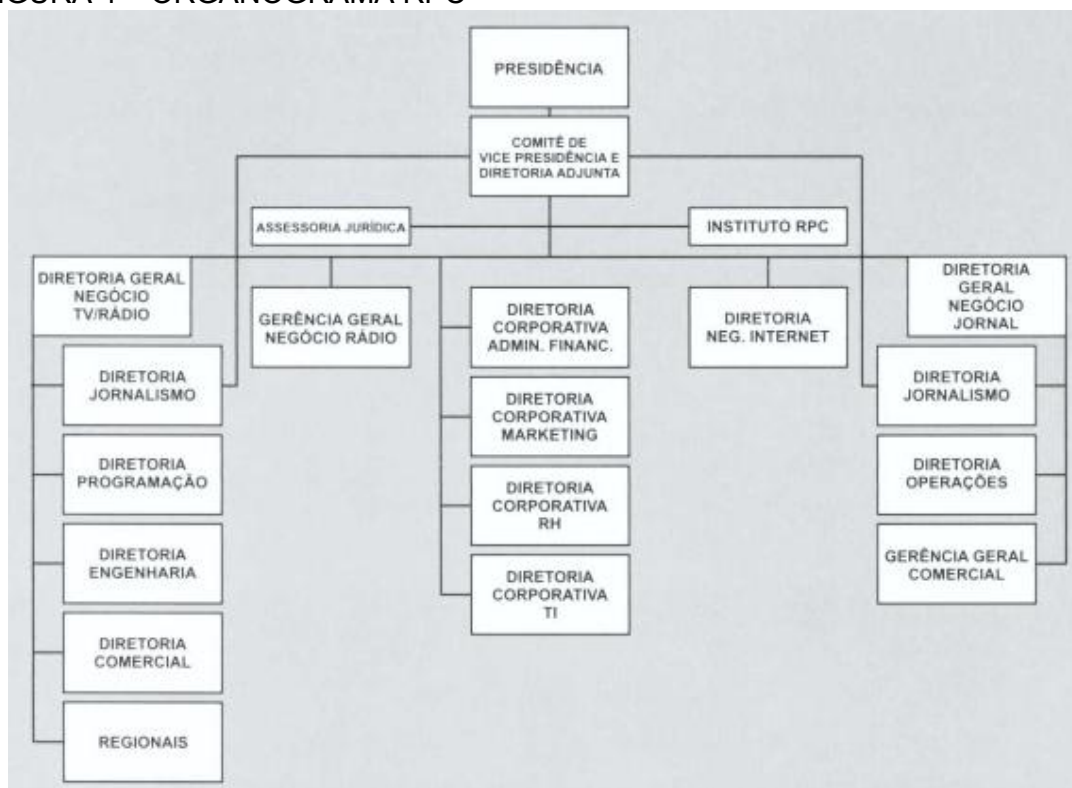 ORGANOGRAMA RPC
PRESIDÊNCIA
COMITÊ DE
VICE PRESIDÊNCIA E
DIRETORIA ADJUNTA
ASSESSORIA JURÍDICA
INSTITUTO RPC
DIRETORIA GERAL
NEGÓCIO
TV/RÁDIO
GERÊNCIA GERAL
NEGÓCIO RÁDIO
DIRETORIA
CORPORATIVA
ADMIN. FINANC.
DIRETORIA
NEG. INTERNET
DIRETORIA
GERAL
NEGÓCIO
JORNAL
DIRETORIA
JORNALISMO
DIRETORIA
PROGRAMAÇÃO
DIRETORIA
ENGENHARIA
DIRETORIA
COMERCIAL
REGIONAIS
DIRETORIA
CORPORATIVA
MARKETING
DIRETORIA
CORPORATIVA
RH
DIRETORIA
CORPORATIVA
TI
DIRETORIA
JORNALISMO
DIRETORIA
OPERAÇÕES
GERÊNCIA GERAL
COMERCIAL